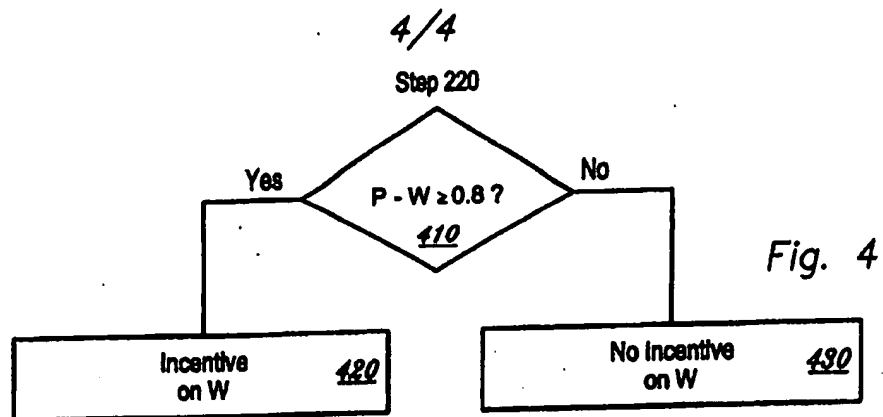 4/4
Step 220
Yes
No
P - W ≥ 0.8 ?
410
Fig. 4
Incentive
on W
420
No incentive
on W
430